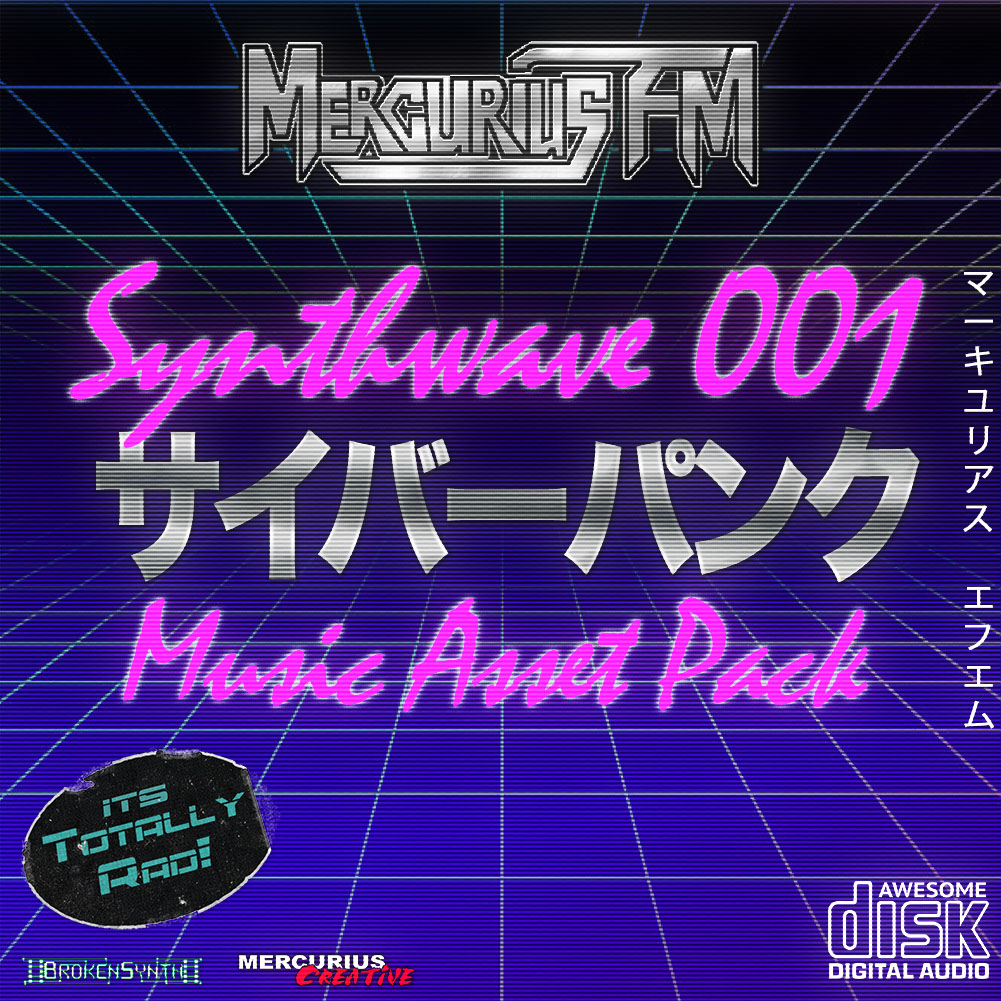 MERCURIUS FM
Synthwave 001
サイバーパンク
Music Asset Pack
マーキュリアス エフエム
ITS
TOTALLY
RAD!
BROKENSYNTH
MERCURIUS
CREATIVE
AWESOME
disk
DIGITAL AUDIO